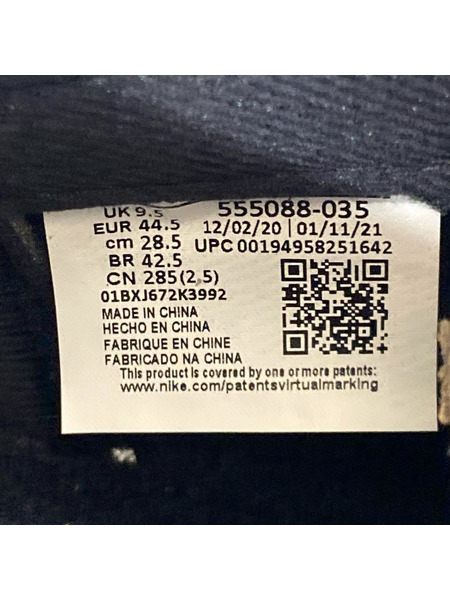 UK 9.5 555088-035
EUR 44.5 12/02/20 | 01/11/21
cm 28.5 UPC 00194958251642
BR 42.5
CN 285(2,5)
01BXJ672K3992
MADE IN CHINA
HECHO EN CHINA
FABRIQUE EN CHINE
FABRICADO NA CHINA
This product is covered by one or more patents:
www.nike.com/patentsvirtualmarking